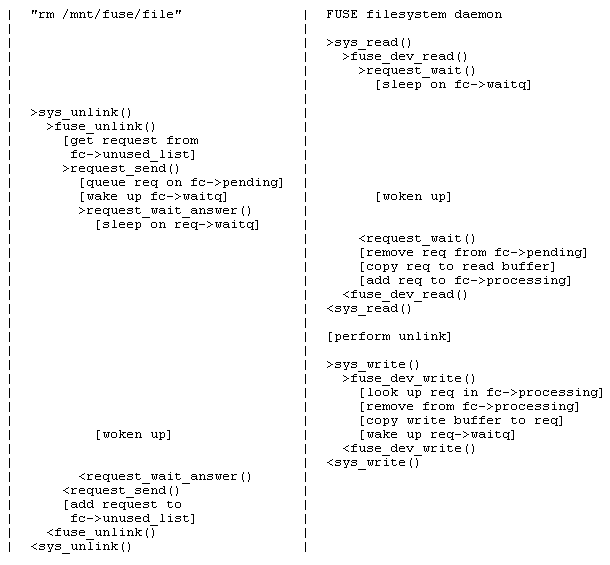 |  "rm /mnt/fuse/file"               |  FUSE filesystem daemon
|                                    |
|                                    |  >sys_read()
|                                    |    >fuse_dev_read()
|                                    |      >request_wait()
|                                    |        [sleep on fc->waitq]
|                                    |
|  >sys_unlink()                     |
|    >fuse_unlink()                  |
|      [get request from             |
|       fc->unused_list]             |
|      >request_send()               |
|        [queue req on fc->pending]  |
|        [wake up fc->waitq]         |        [woken up]
|        >request_wait_answer()      |
|          [sleep on req->waitq]     |
|                                    |      <request_wait()
|                                    |      [remove req from fc->pending]
|                                    |      [copy req to read buffer]
|                                    |      [add req to fc->processing]
|                                    |    <fuse_dev_read()
|                                    |  <sys_read()
|                                    |
|                                    |  [perform unlink]
|                                    |
|                                    |  >sys_write()
|                                    |    >fuse_dev_write()
|                                    |      [look up req in fc->processing]
|                                    |      [remove from fc->processing]
|                                    |      [copy write buffer to req]
|          [woken up]                |      [wake up req->waitq]
|                                    |    <fuse_dev_write()
|                                    |  <sys_write()
|        <request_wait_answer()      |
|      <request_send()               |
|      [add request to               |
|       fc->unused_list]             |
|    <fuse_unlink()                  |
|  <sys_unlink()                     |